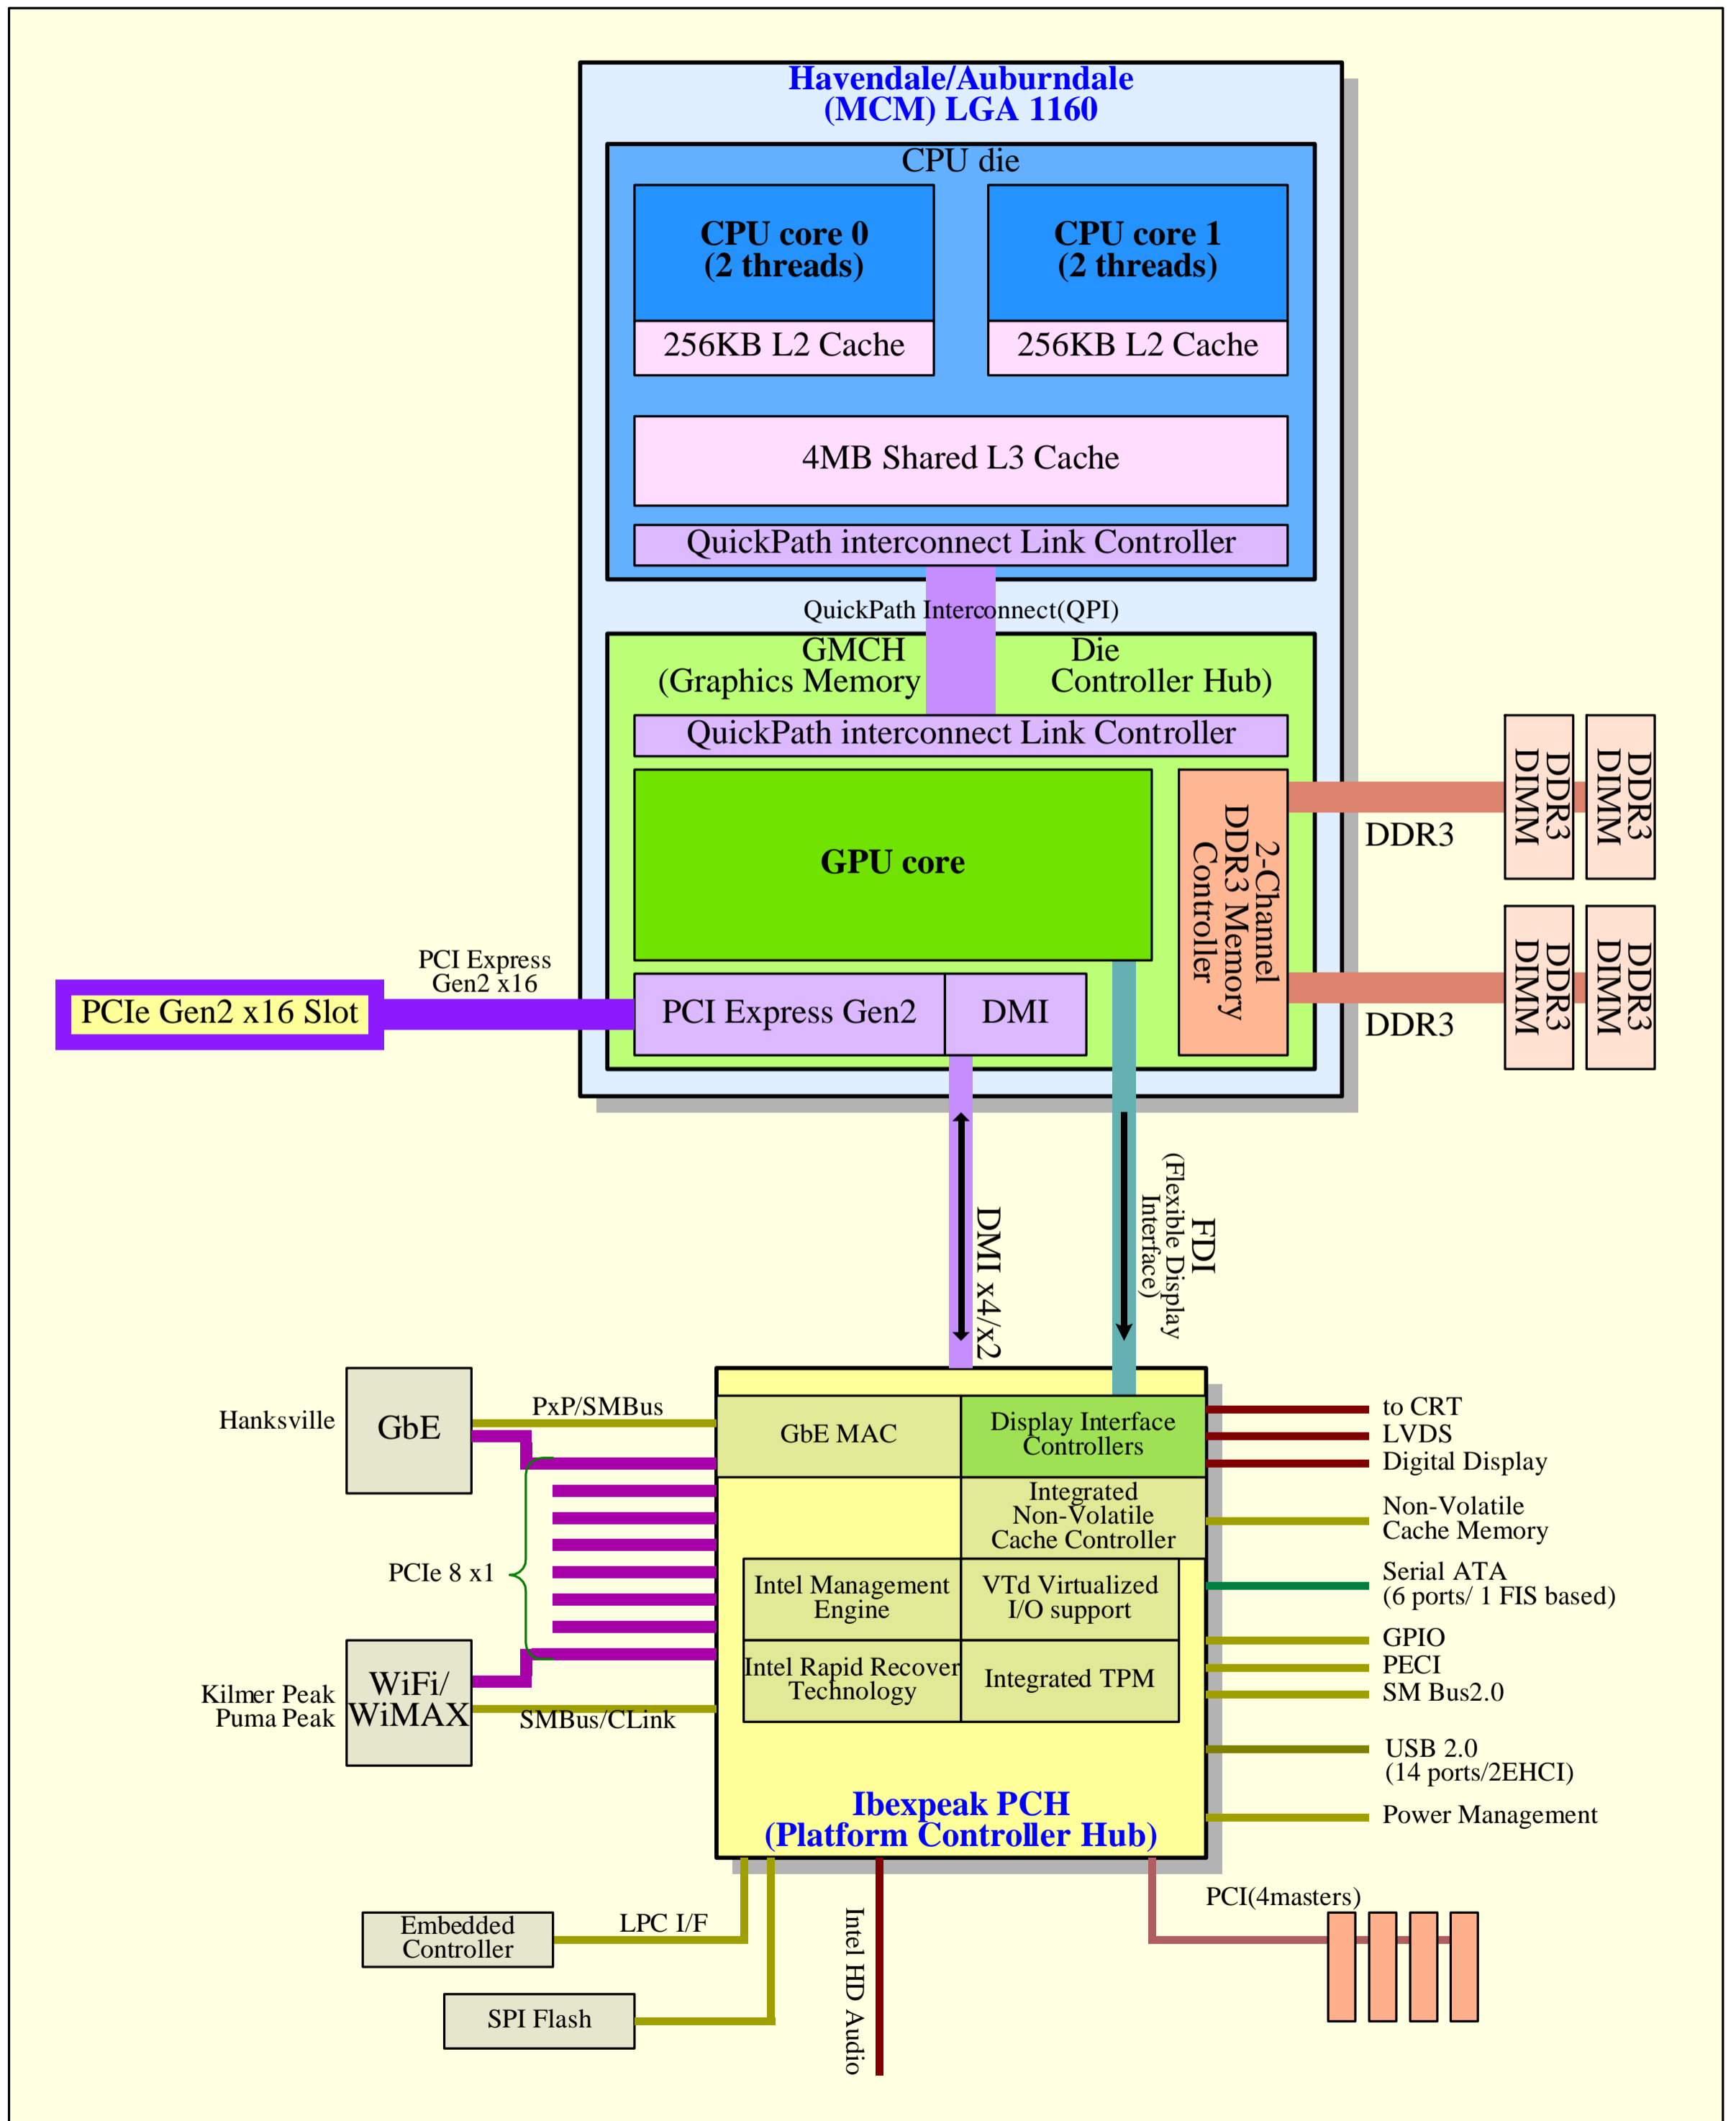 Havendale/Auburndale
(MCM) LGA 1160
CPU die
CPU core 0
(2 threads)
CPU core 1
(2 threads)
256KB L2 Cache
256KB L2 Cache
4MB Shared L3 Cache
QuickPath interconnect Link Controller
QuickPath Interconnect(QPI)
GMCH Die
(Graphics Memory Controller Hub)
QuickPath interconnect Link Controller
GPU core
2-Channel
DDR3 Memory
Controller
DDR3
DDR3
DIMM
DDR3
DIMM
DDR3
DDR3
DIMM
DDR3
DIMM
PCI Express
Gen2 x16
PCIe Gen2 x16 Slot
PCI Express Gen2
DMI
DMI x4/x2
FDI
(Flexible Display
Interface)
Hanksville
GbE
PxP/SMBus
GbE MAC
Display Interface
Controllers
to CRT
LVDS
Digital Display
Integrated
Non-Volatile
Cache Controller
Non-Volatile
Cache Memory
PCIe 8 x1
Intel Management
Engine
VTd Virtualized
I/O support
Serial ATA
(6 ports/ 1 FIS based)
GPIO
PECI
SM Bus2.0
Intel Rapid Recover
Technology
Integrated TPM
Kilmer Peak
Puma Peak
WiFi/
WiMAX
SMBus/CLink
USB 2.0
(14 ports/2EHCI)
Power Management
Ibexpeak PCH
(Platform Controller Hub)
PCI(4masters)
Embedded
Controller
LPC I/F
SPI Flash
Intel HD Audio